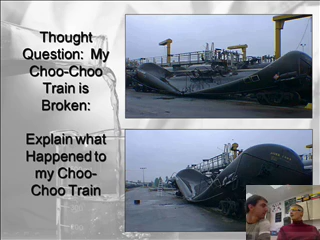 Thought
Question:  My
Choo-Choo
Train is
Broken:
Explain what
Happened to
my Choo-
Choo Train